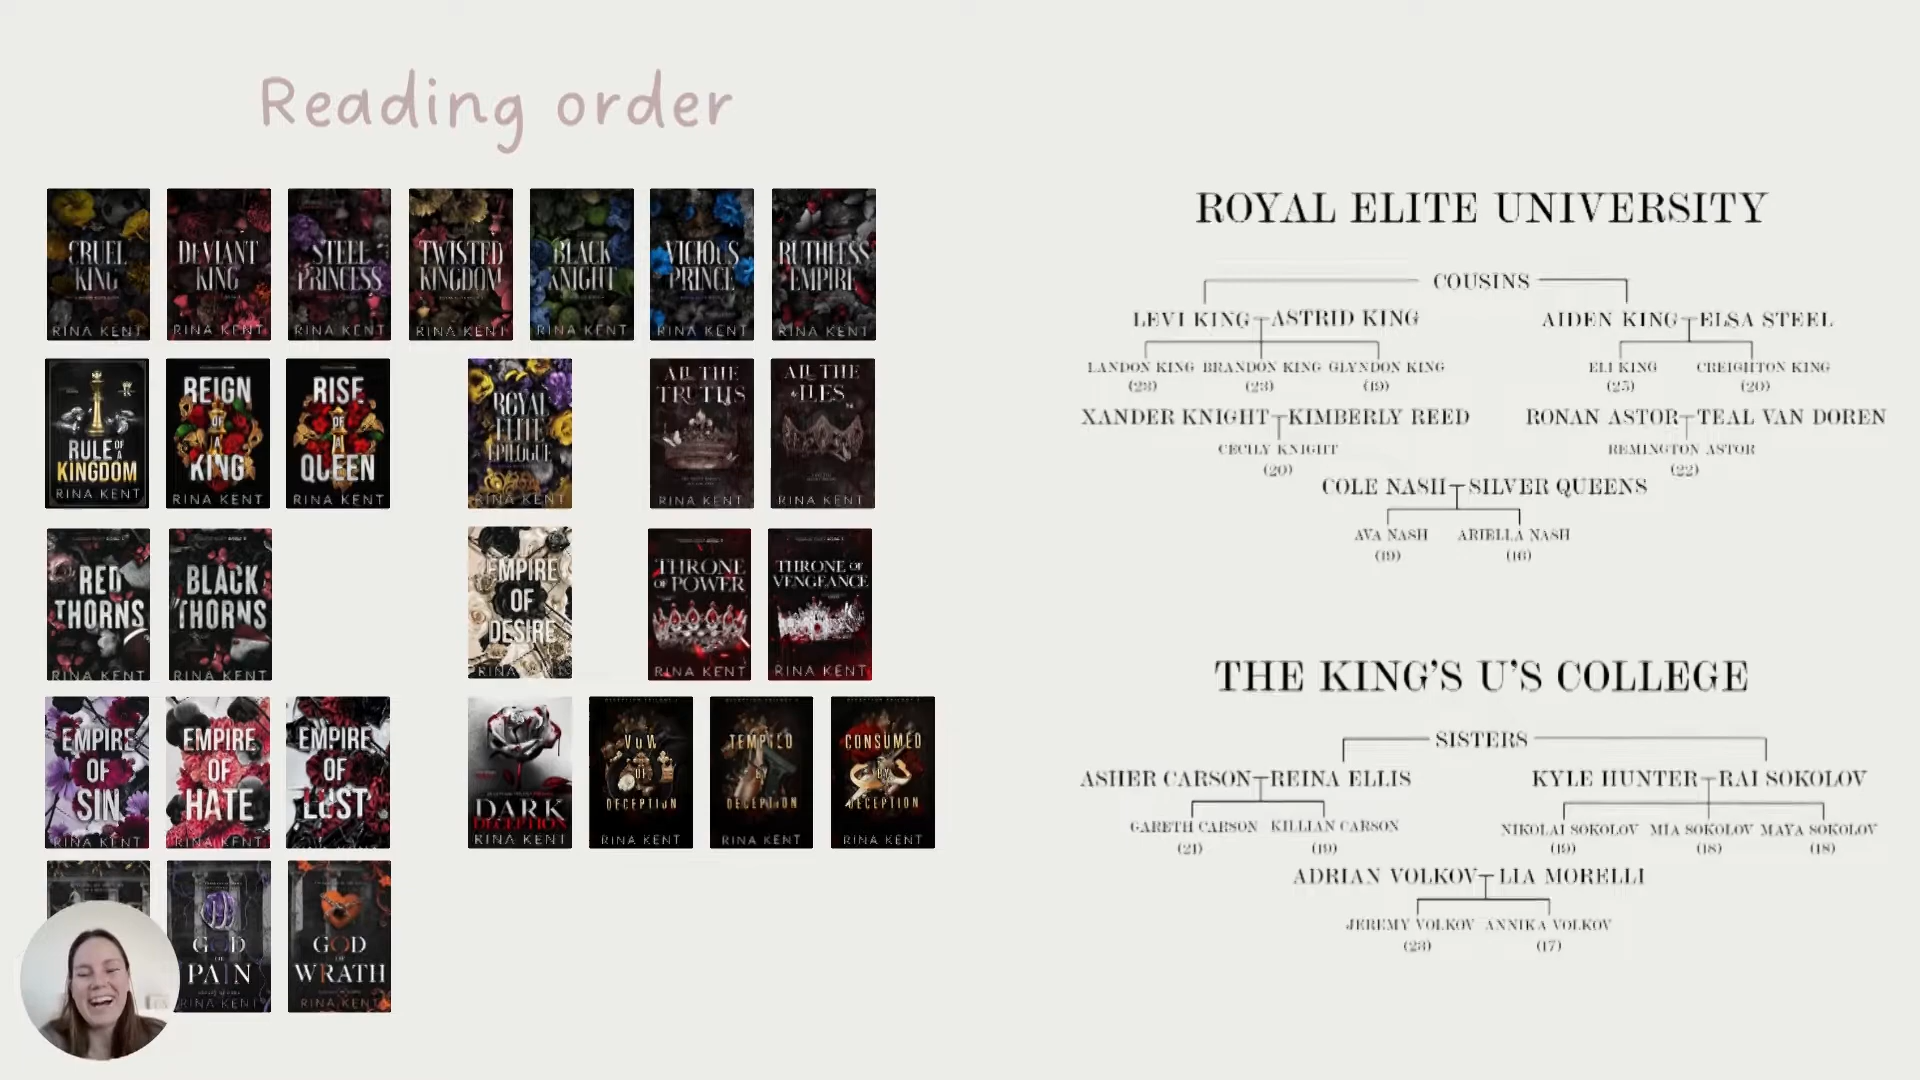 Reading order
CRUEL
KING
RINA KENT
DEVIANT
KING
RINA KENT
STEEL
PRINCESS
RINA KENT
TWISTED
KINGDOM
RINA KENT
BLACK
KNIGHT
RINA KENT
VICIOUS
PRINCE
RINA KENT
RUTHLESS
EMPIRE
RINA KENT
RULE OF A
KINGDOM
RINA KENT
REIGN
OF
A
KING
RINA KENT
RISE
OF
A
QUEEN
RINA KENT
ROYAL
ELITE
EPILOGUE
RINA KENT
ALL THE
TRUTHS
RINA KENT
ALL THE
LIES
RINA KENT
RED
THORNS
RINA KENT
BLACK
THORNS
RINA KENT
EMPIRE
OF
DESIRE
RINA KENT
THRONE
OF POWER
RINA KENT
THRONE OF
VENGEANCE
RINA KENT
EMPIRE
OF
SIN
RINA KENT
EMPIRE
OF
HATE
RINA KENT
EMPIRE
OF
LUST
RINA KENT
DARK
DECEPTION
RINA KENT
VOW
OF
DECEPTION
RINA KENT
TEMPTED
BY
DECEPTION
RINA KENT
CONSUMED
BY
DECEPTION
RINA KENT
GOD
OF
PAIN
RINA KENT
GOD
OF
WRATH
RINA KENT
ROYAL ELITE UNIVERSITY
COUSINS
LEVI KING ASTRID KING AIDEN KING ELSA STEEL
LANDON KING BRANDON KING GLYNDON KING ELI KING CREIGHTON KING
(23) (23) (19) (25) (20)
XANDER KNIGHT KIMBERLY REED RONAN ASTOR TEAL VAN DOREN
CECILY KNIGHT REMINGTON ASTOR
(20) (22)
COLE NASH SILVER QUEENS
AVA NASH ARIELLA NASH
(19) (16)
THE KING'S U'S COLLEGE
SISTERS
ASHER CARSON REINA ELLIS KYLE HUNTER RAI SOKOLOV
GARETH CARSON KILLIAN CARSON NIKOLAI SOKOLOV MIA SOKOLOV MAYA SOKOLOV
(21) (19) (19) (18) (18)
ADRIAN VOLKOV LIA MORELLI
JEREMY VOLKOV ANNIKA VOLKOV
(23) (17)